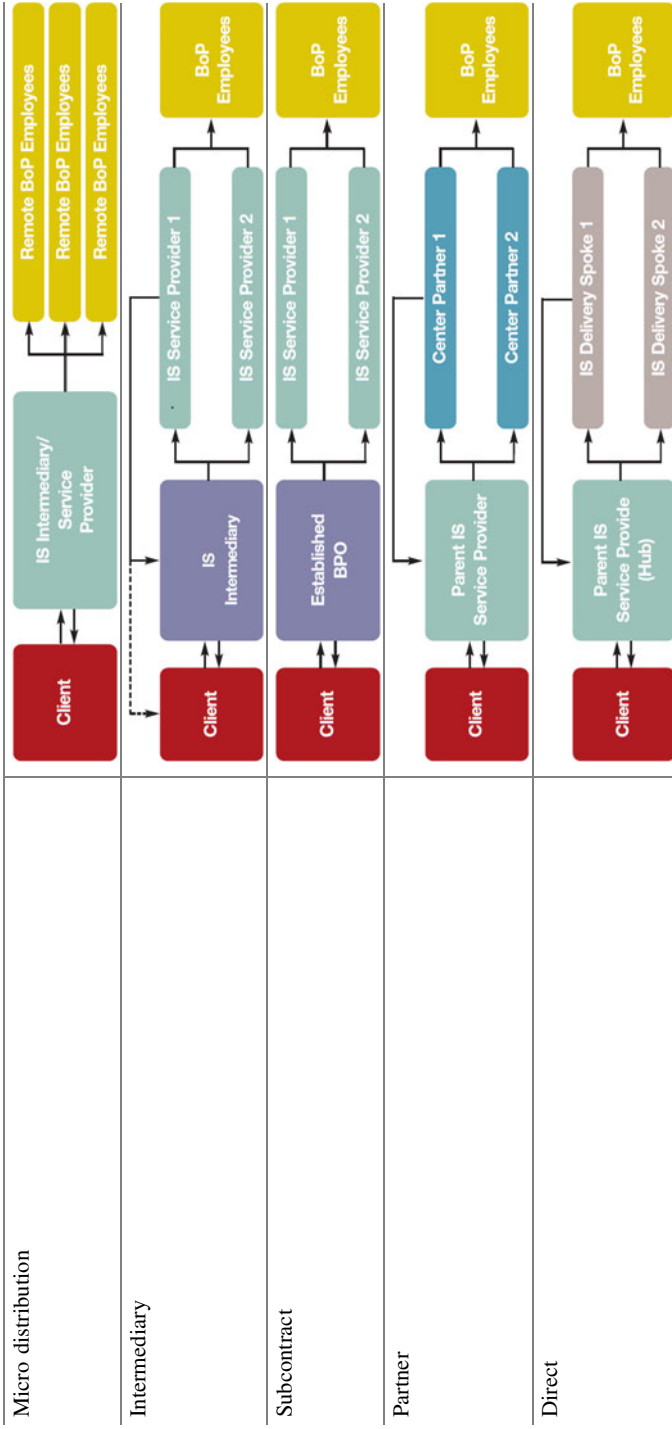 Micro distribution
Client
IS Intermediary/
Service
Provider
Remote BoP Employees
Remote BoP Employees
Remote BoP Employees
Intermediary
Client
IS
Intermediary
IS Service Provider 1
IS Service Provider 2
BoP
Employees
Subcontract
Client
Established
BPO
IS Service Provider 1
IS Service Provider 2
BoP
Employees
Partner
Client
Parent IS
Service Provider
Center Partner 1
Center Partner 2
BoP
Employees
Direct
Client
Parent IS
Service Provide
(Hub)
IS Delivery Spoke 1
IS Delivery Spoke 2
BoP
Employees